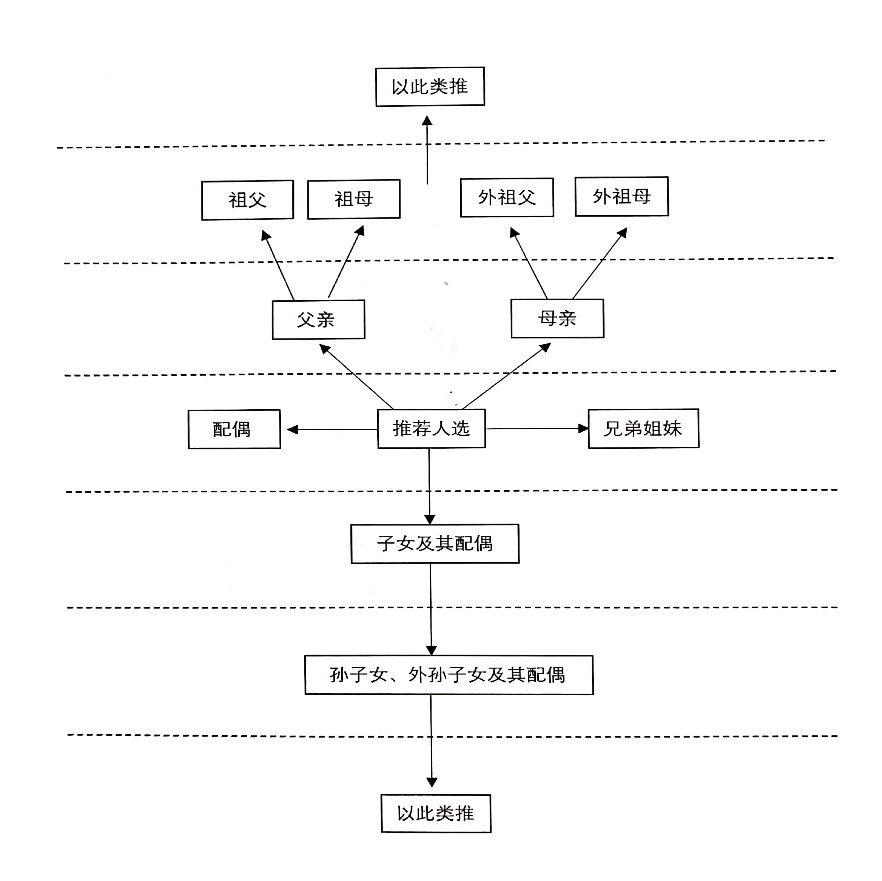 以此类推
祖父 祖母 外祖父 外祖母
父亲 母亲
配偶 推荐人选 兄弟姐妹
子女及其配偶
孙子女、外孙子女及其配偶
以此类推